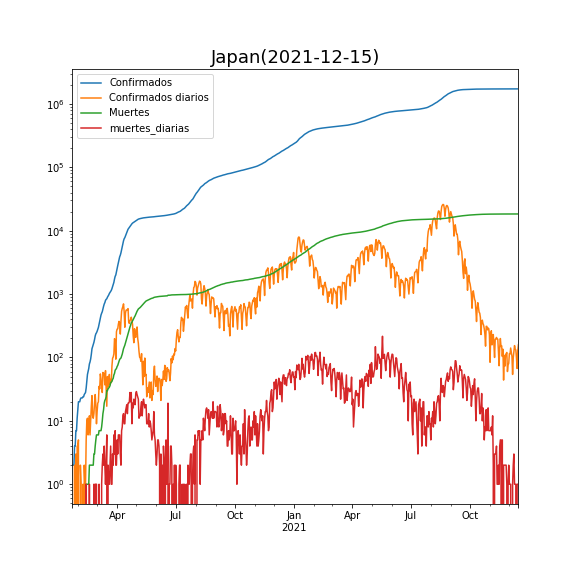 Japan(2021-12-15)
Confirmados
Confirmados diarios
Muertes
muertes_diarias
10⁶
10⁵
10⁴
10³
10²
10¹
10⁰
Apr Jul Oct Jan Apr Jul Oct
2021